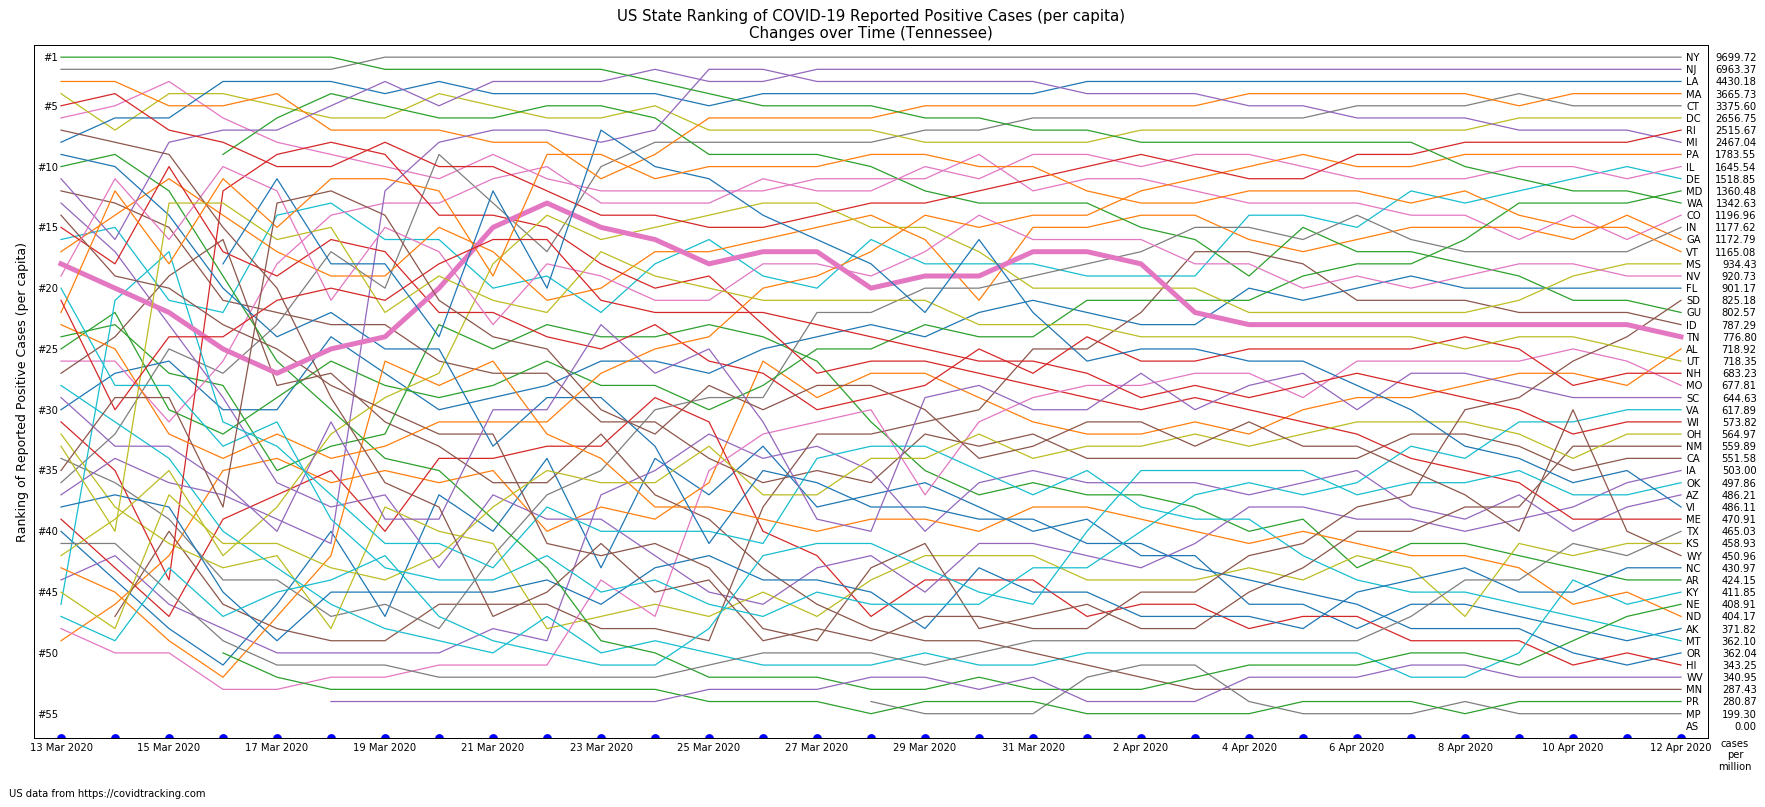 US State Ranking of COVID-19 Reported Positive Cases (per capita)
Changes over Time (Tennessee)
Ranking of Reported Positive Cases (per capita)
#1
#5
#10
#15
#20
#25
#30
#35
#40
#45
#50
#55
NY 9699.72
NJ 6963.37
LA 4430.18
MA 3665.73
CT 3375.60
DC 2656.75
RI 2515.67
MI 2467.04
PA 1783.55
IL 1645.54
DE 1518.85
MD 1360.48
WA 1342.63
CO 1196.96
IN 1177.62
GA 1172.79
VT 1165.08
MS 934.43
NV 920.73
FL 901.17
SD 825.18
GU 802.57
ID 787.29
TN 776.80
AL 718.92
UT 718.35
NH 683.23
MO 677.81
SC 644.63
VA 617.89
WI 573.82
OH 564.97
NM 559.89
CA 551.58
IA 503.00
OK 497.86
AZ 486.21
VI 486.11
ME 470.91
TX 465.03
KS 458.93
WY 450.96
NC 430.97
AR 424.15
KY 411.85
NE 408.91
ND 404.17
AK 371.82
MT 362.10
OR 362.04
HI 343.25
WV 340.95
MN 287.43
PR 280.87
MP 199.30
AS 0.00
13 Mar 2020 15 Mar 2020 17 Mar 2020 19 Mar 2020 21 Mar 2020 23 Mar 2020 25 Mar 2020 27 Mar 2020 29 Mar 2020 31 Mar 2020 2 Apr 2020 4 Apr 2020 6 Apr 2020 8 Apr 2020 10 Apr 2020 12 Apr 2020
cases
per
million
US data from https://covidtracking.com